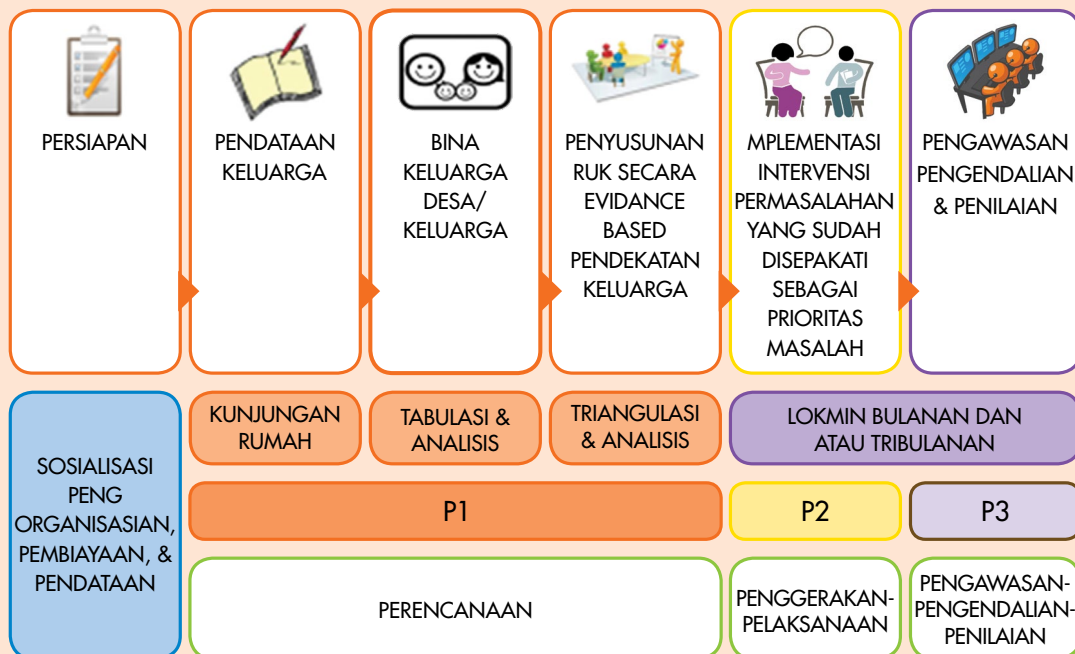 PERSIAPAN
PENDATAAN
KELUARGA
BINA
KELUARGA
DESA/
KELUARGA
PENYUSUNAN
RUK SECARA
EVIDANCE
BASED
PENDEKATAN
KELUARGA
MPLEMENTASI
INTERVENSI
PERMASALAHAN
YANG SUDAH
DISEPAKATI
SEBAGAI
PRIORITAS
MASALAH
PENGAWASAN
PENGENDALIAN
& PENILAIAN
SOSIALISASI
PENG
ORGANISASIAN,
PEMBIAYAAN, &
PENDATAAN
KUNJUNGAN
RUMAH
TABULASI &
ANALISIS
TRIANGULASI
& ANALISIS
LOKMIN BULANAN DAN
ATAU TRIBULANAN
P1
P2
P3
PERENCANAAN
PENGGERAKAN-
PELAKSANAAN
PENGAWASAN-
PENGENDALIAN-
PENILAIAN